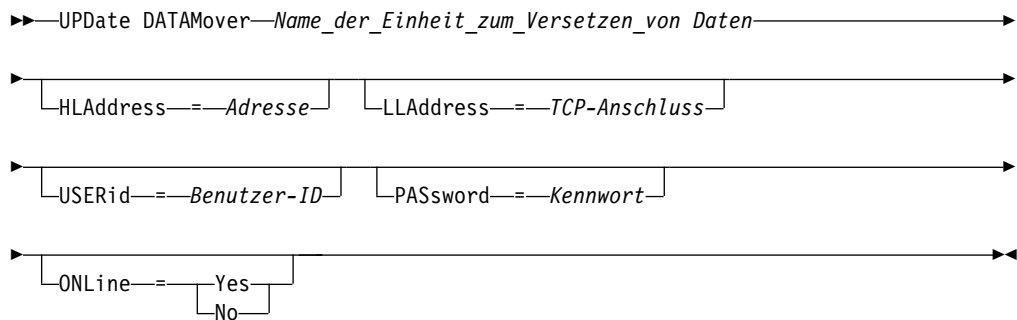 UPDate DATAMover Name_der_Einheit_zum_Versetzen_von Daten
HLAddress = Adresse LLAddress = TCP-Anschluss
USERid = Benutzer-ID PASsword = Kennwort
ONLine = Yes
No